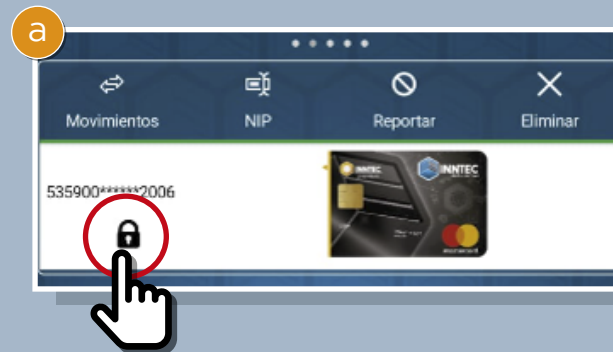 a
Movimientos NIP Reportar Eliminar
535900******2006
INNTEC INNTEC